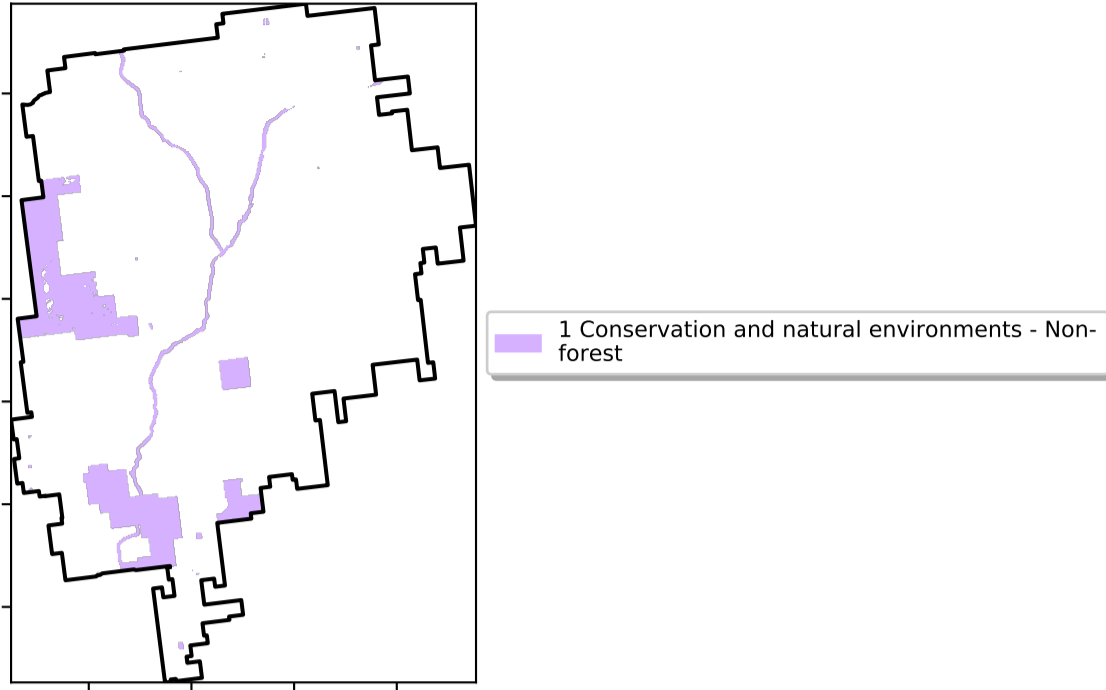 1 Conservation and natural environments - Non-
forest